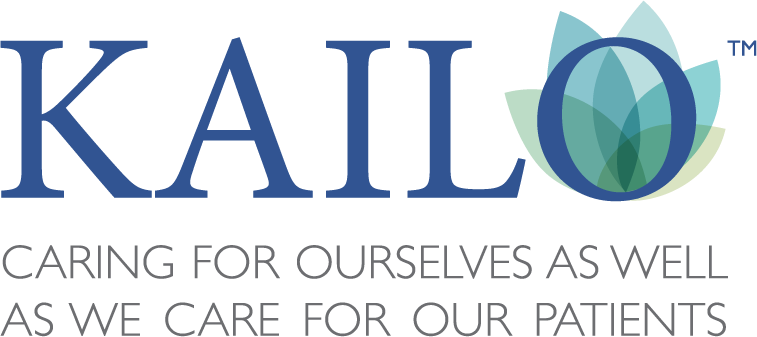 KAILO™
CARING FOR OURSELVES AS WELL
AS WE CARE FOR OUR PATIENTS